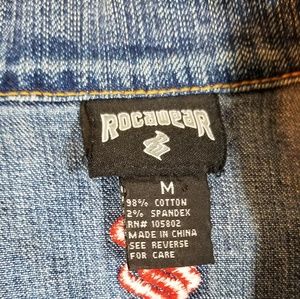 ROCAWEAR
M
98% COTTON
2% SPANDEX
RN# 105802
MADE IN CHINA
SEE REVERSE
FOR CARE